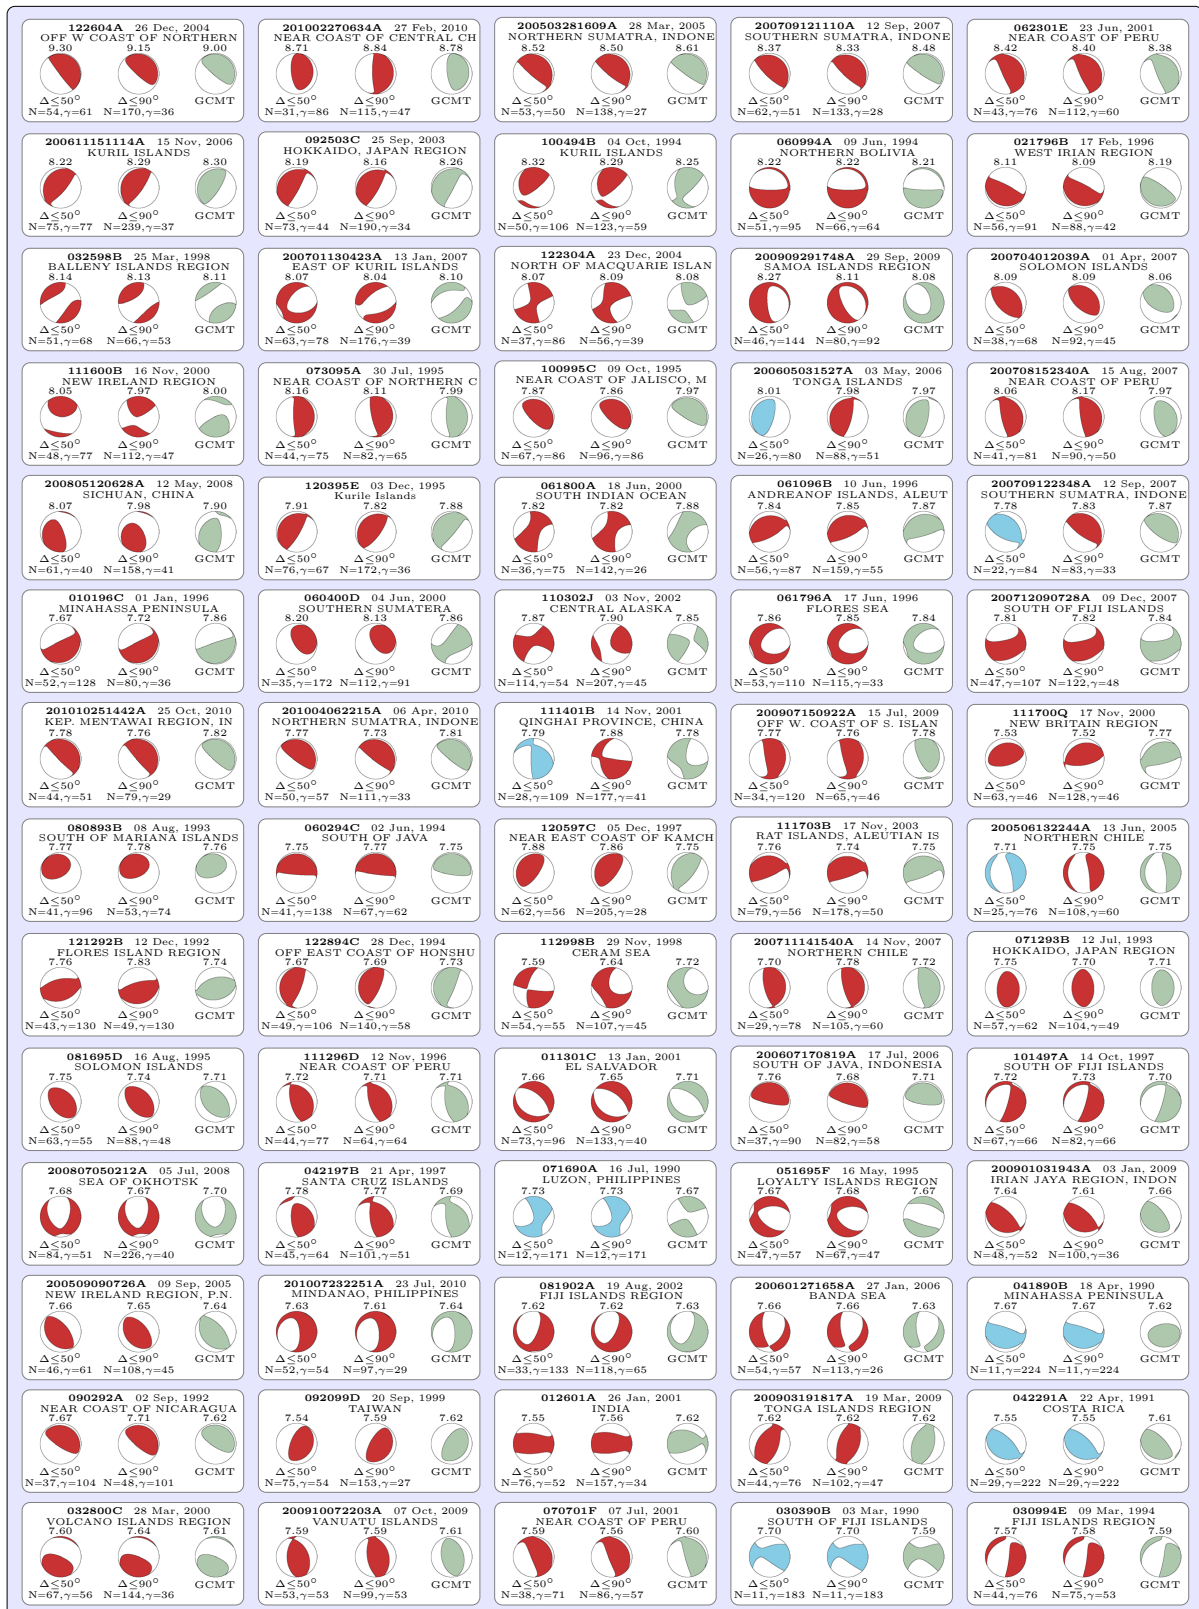 122604A 26 Dec, 2004
OFF W COAST OF NORTHERN
9.30 9.15 9.00
Δ≤50° Δ≤90° GCMT
N=54,γ=61 N=170,γ=36
201002270634A 27 Feb, 2010
NEAR COAST OF CENTRAL CH
8.71 8.84 8.78
Δ≤50° Δ≤90° GCMT
N=31,γ=86 N=115,γ=47
200503281609A 28 Mar, 2005
NORTHERN SUMATRA, INDONE
8.52 8.50 8.61
Δ≤50° Δ≤90° GCMT
N=53,γ=50 N=138,γ=27
200709121110A 12 Sep, 2007
SOUTHERN SUMATRA, INDONE
8.37 8.33 8.48
Δ≤50° Δ≤90° GCMT
N=62,γ=51 N=133,γ=28
062301E 23 Jun, 2001
NEAR COAST OF PERU
8.42 8.40 8.38
Δ≤50° Δ≤90° GCMT
N=43,γ=76 N=112,γ=60
200611151114A 15 Nov, 2006
KURIL ISLANDS
8.22 8.29 8.30
Δ≤50° Δ≤90° GCMT
N=75,γ=77 N=239,γ=37
092503C 25 Sep, 2003
HOKKAIDO, JAPAN REGION
8.19 8.16 8.26
Δ≤50° Δ≤90° GCMT
N=73,γ=44 N=190,γ=34
100494B 04 Oct, 1994
KURIL ISLANDS
8.32 8.29 8.25
Δ≤50° Δ≤90° GCMT
N=50,γ=106 N=123,γ=59
060994A 09 Jun, 1994
NORTHERN BOLIVIA
8.22 8.22 8.21
Δ≤50° Δ≤90° GCMT
N=51,γ=95 N=66,γ=64
021796B 17 Feb, 1996
WEST IRIAN REGION
8.11 8.09 8.19
Δ≤50° Δ≤90° GCMT
N=56,γ=91 N=88,γ=42
032598B 25 Mar, 1998
BALLENY ISLANDS REGION
8.14 8.13 8.11
Δ≤50° Δ≤90° GCMT
N=51,γ=68 N=66,γ=53
200701130423A 13 Jan, 2007
EAST OF KURIL ISLANDS
8.07 8.04 8.10
Δ≤50° Δ≤90° GCMT
N=63,γ=78 N=176,γ=39
122304A 23 Dec, 2004
NORTH OF MACQUARIE ISLAN
8.07 8.09 8.08
Δ≤50° Δ≤90° GCMT
N=37,γ=86 N=56,γ=39
200909291748A 29 Sep, 2009
SAMOA ISLANDS REGION
8.27 8.11 8.08
Δ≤50° Δ≤90° GCMT
N=46,γ=144 N=80,γ=92
200704012039A 01 Apr, 2007
SOLOMON ISLANDS
8.09 8.09 8.06
Δ≤50° Δ≤90° GCMT
N=38,γ=68 N=92,γ=45
111600B 16 Nov, 2000
NEW IRELAND REGION
8.05 7.97 8.00
Δ≤50° Δ≤90° GCMT
N=48,γ=77 N=112,γ=47
073095A 30 Jul, 1995
NEAR COAST OF NORTHERN C
8.16 8.11 7.99
Δ≤50° Δ≤90° GCMT
N=44,γ=75 N=82,γ=65
100995C 09 Oct, 1995
NEAR COAST OF JALISCO, M
7.87 7.86 7.97
Δ≤50° Δ≤90° GCMT
N=67,γ=86 N=96,γ=86
200605031527A 03 May, 2006
TONGA ISLANDS
8.01 7.98 7.97
Δ≤50° Δ≤90° GCMT
N=26,γ=80 N=88,γ=51
200708152340A 15 Aug, 2007
NEAR COAST OF PERU
8.06 8.17 7.97
Δ≤50° Δ≤90° GCMT
N=41,γ=81 N=90,γ=50
200805120628A 12 May, 2008
SICHUAN, CHINA
8.07 7.98 7.90
Δ≤50° Δ≤90° GCMT
N=61,γ=40 N=158,γ=41
120395E 03 Dec, 1995
Kurile Islands
7.91 7.82 7.88
Δ≤50° Δ≤90° GCMT
N=76,γ=67 N=172,γ=36
061800A 18 Jun, 2000
SOUTH INDIAN OCEAN
7.82 7.82 7.88
Δ≤50° Δ≤90° GCMT
N=36,γ=75 N=142,γ=26
061096B 10 Jun, 1996
ANDREANOF ISLANDS, ALEUT
7.84 7.85 7.87
Δ≤50° Δ≤90° GCMT
N=56,γ=87 N=159,γ=55
200709122348A 12 Sep, 2007
SOUTHERN SUMATRA, INDONE
7.78 7.83 7.87
Δ≤50° Δ≤90° GCMT
N=22,γ=84 N=83,γ=33
010196C 01 Jan, 1996
MINAHASSA PENINSULA
7.67 7.72 7.86
Δ≤50° Δ≤90° GCMT
N=52,γ=128 N=80,γ=36
060400D 04 Jun, 2000
SOUTHERN SUMATERA
8.20 8.13 7.86
Δ≤50° Δ≤90° GCMT
N=35,γ=172 N=112,γ=91
110302J 03 Nov, 2002
CENTRAL ALASKA
7.87 7.90 7.85
Δ≤50° Δ≤90° GCMT
N=114,γ=54 N=207,γ=45
061796A 17 Jun, 1996
FLORES SEA
7.86 7.85 7.84
Δ≤50° Δ≤90° GCMT
N=53,γ=110 N=115,γ=33
200712090728A 09 Dec, 2007
SOUTH OF FIJI ISLANDS
7.81 7.82 7.84
Δ≤50° Δ≤90° GCMT
N=47,γ=107 N=122,γ=48
201010251442A 25 Oct, 2010
KEP. MENTAWAI REGION, IN
7.78 7.76 7.82
Δ≤50° Δ≤90° GCMT
N=44,γ=51 N=79,γ=29
201004062215A 06 Apr, 2010
NORTHERN SUMATRA, INDONE
7.77 7.73 7.81
Δ≤50° Δ≤90° GCMT
N=50,γ=57 N=111,γ=33
111401B 14 Nov, 2001
QINGHAI PROVINCE, CHINA
7.79 7.88 7.78
Δ≤50° Δ≤90° GCMT
N=28,γ=109 N=177,γ=41
200907150922A 15 Jul, 2009
OFF W. COAST OF S. ISLAN
7.77 7.76 7.78
Δ≤50° Δ≤90° GCMT
N=34,γ=120 N=65,γ=46
111700Q 17 Nov, 2000
NEW BRITAIN REGION
7.53 7.52 7.77
Δ≤50° Δ≤90° GCMT
N=63,γ=46 N=128,γ=46
080893B 08 Aug, 1993
SOUTH OF MARIANA ISLANDS
7.77 7.78 7.76
Δ≤50° Δ≤90° GCMT
N=41,γ=96 N=53,γ=74
060294C 02 Jun, 1994
SOUTH OF JAVA
7.75 7.77 7.75
Δ≤50° Δ≤90° GCMT
N=41,γ=138 N=67,γ=62
120597C 05 Dec, 1997
NEAR EAST COAST OF KAMCH
7.88 7.86 7.75
Δ≤50° Δ≤90° GCMT
N=62,γ=56 N=205,γ=28
111703B 17 Nov, 2003
RAT ISLANDS, ALEUTIAN IS
7.76 7.74 7.75
Δ≤50° Δ≤90° GCMT
N=79,γ=56 N=178,γ=50
200506132244A 13 Jun, 2005
NORTHERN CHILE
7.71 7.75 7.75
Δ≤50° Δ≤90° GCMT
N=25,γ=76 N=108,γ=60
121292B 12 Dec, 1992
FLORES ISLAND REGION
7.76 7.83 7.74
Δ≤50° Δ≤90° GCMT
N=43,γ=130 N=49,γ=130
122894C 28 Dec, 1994
OFF EAST COAST OF HONSHU
7.67 7.69 7.73
Δ≤50° Δ≤90° GCMT
N=49,γ=106 N=140,γ=58
112998B 29 Nov, 1998
CERAM SEA
7.59 7.64 7.72
Δ≤50° Δ≤90° GCMT
N=54,γ=55 N=107,γ=45
200711141540A 14 Nov, 2007
NORTHERN CHILE
7.70 7.78 7.72
Δ≤50° Δ≤90° GCMT
N=29,γ=78 N=105,γ=60
071293B 12 Jul, 1993
HOKKAIDO, JAPAN REGION
7.75 7.70 7.71
Δ≤50° Δ≤90° GCMT
N=57,γ=62 N=104,γ=49
081695D 16 Aug, 1995
SOLOMON ISLANDS
7.75 7.74 7.71
Δ≤50° Δ≤90° GCMT
N=63,γ=55 N=88,γ=48
111296D 12 Nov, 1996
NEAR COAST OF PERU
7.72 7.71 7.71
Δ≤50° Δ≤90° GCMT
N=44,γ=77 N=64,γ=64
011301C 13 Jan, 2001
EL SALVADOR
7.66 7.65 7.71
Δ≤50° Δ≤90° GCMT
N=73,γ=96 N=133,γ=40
200607170819A 17 Jul, 2006
SOUTH OF JAVA, INDONESIA
7.76 7.68 7.71
Δ≤50° Δ≤90° GCMT
N=37,γ=90 N=82,γ=58
101497A 14 Oct, 1997
SOUTH OF FIJI ISLANDS
7.72 7.73 7.70
Δ≤50° Δ≤90° GCMT
N=67,γ=66 N=82,γ=66
200807050212A 05 Jul, 2008
SEA OF OKHOTSK
7.68 7.67 7.70
Δ≤50° Δ≤90° GCMT
N=84,γ=51 N=226,γ=40
042197B 21 Apr, 1997
SANTA CRUZ ISLANDS
7.78 7.77 7.69
Δ≤50° Δ≤90° GCMT
N=45,γ=64 N=101,γ=51
071690A 16 Jul, 1990
LUZON, PHILIPPINES
7.73 7.73 7.67
Δ≤50° Δ≤90° GCMT
N=12,γ=171 N=12,γ=171
051695F 16 May, 1995
LOYALTY ISLANDS REGION
7.67 7.68 7.67
Δ≤50° Δ≤90° GCMT
N=47,γ=57 N=67,γ=47
200901031943A 03 Jan, 2009
IRIAN JAYA REGION, INDON
7.64 7.61 7.66
Δ≤50° Δ≤90° GCMT
N=48,γ=52 N=100,γ=36
200509090726A 09 Sep, 2005
NEW IRELAND REGION, P.N.
7.66 7.65 7.64
Δ≤50° Δ≤90° GCMT
N=46,γ=61 N=108,γ=45
201007232251A 23 Jul, 2010
MINDANAO, PHILIPPINES
7.63 7.61 7.64
Δ≤50° Δ≤90° GCMT
N=52,γ=54 N=97,γ=29
081902A 19 Aug, 2002
FIJI ISLANDS REGION
7.62 7.62 7.63
Δ≤50° Δ≤90° GCMT
N=33,γ=133 N=118,γ=65
200601271658A 27 Jan, 2006
BANDA SEA
7.66 7.66 7.63
Δ≤50° Δ≤90° GCMT
N=54,γ=57 N=113,γ=26
041890B 18 Apr, 1990
MINAHASSA PENINSULA
7.67 7.67 7.62
Δ≤50° Δ≤90° GCMT
N=11,γ=224 N=11,γ=224
090292A 02 Sep, 1992
NEAR COAST OF NICARAGUA
7.67 7.71 7.62
Δ≤50° Δ≤90° GCMT
N=37,γ=104 N=48,γ=101
092099D 20 Sep, 1999
TAIWAN
7.54 7.59 7.62
Δ≤50° Δ≤90° GCMT
N=75,γ=54 N=153,γ=27
012601A 26 Jan, 2001
INDIA
7.55 7.56 7.62
Δ≤50° Δ≤90° GCMT
N=76,γ=52 N=157,γ=34
200903191817A 19 Mar, 2009
TONGA ISLANDS REGION
7.62 7.62 7.62
Δ≤50° Δ≤90° GCMT
N=44,γ=76 N=102,γ=47
042291A 22 Apr, 1991
COSTA RICA
7.55 7.55 7.61
Δ≤50° Δ≤90° GCMT
N=29,γ=222 N=29,γ=222
032800C 28 Mar, 2000
VOLCANO ISLANDS REGION
7.60 7.64 7.61
Δ≤50° Δ≤90° GCMT
N=67,γ=56 N=144,γ=36
200910072203A 07 Oct, 2009
VANUATU ISLANDS
7.59 7.59 7.61
Δ≤50° Δ≤90° GCMT
N=53,γ=53 N=99,γ=53
070701F 07 Jul, 2001
NEAR COAST OF PERU
7.59 7.56 7.60
Δ≤50° Δ≤90° GCMT
N=38,γ=71 N=86,γ=57
030390B 03 Mar, 1990
SOUTH OF FIJI ISLANDS
7.70 7.70 7.59
Δ≤50° Δ≤90° GCMT
N=11,γ=183 N=11,γ=183
030994E 09 Mar, 1994
FIJI ISLANDS REGION
7.57 7.58 7.59
Δ≤50° Δ≤90° GCMT
N=44,γ=76 N=75,γ=53